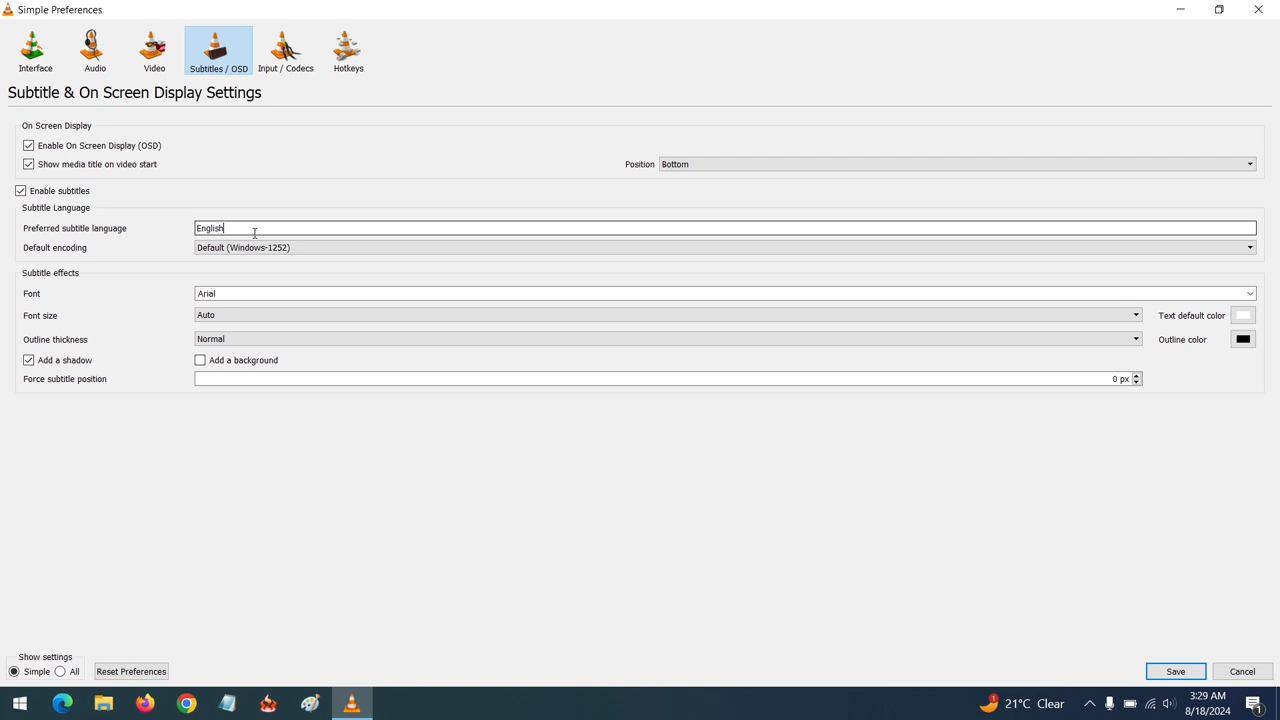 Simple Preferences
Interface Audio Video Subtitles / OSD Input / Codecs Hotkeys
Subtitle & On Screen Display Settings
On Screen Display
Enable On Screen Display (OSD)
Show media title on video start Position Bottom
Enable subtitles
Subtitle Language
Preferred subtitle language English
Default encoding Default (Windows-1252)
Subtitle effects
Font Arial
Font size Auto Text default color
Outline thickness Normal Outline color
Add a shadow Add a background
Force subtitle position 0 px
Show settings
Simple All Reset Preferences Save Cancel
1 21°C Clear 3:29 AM
8/18/2024 1